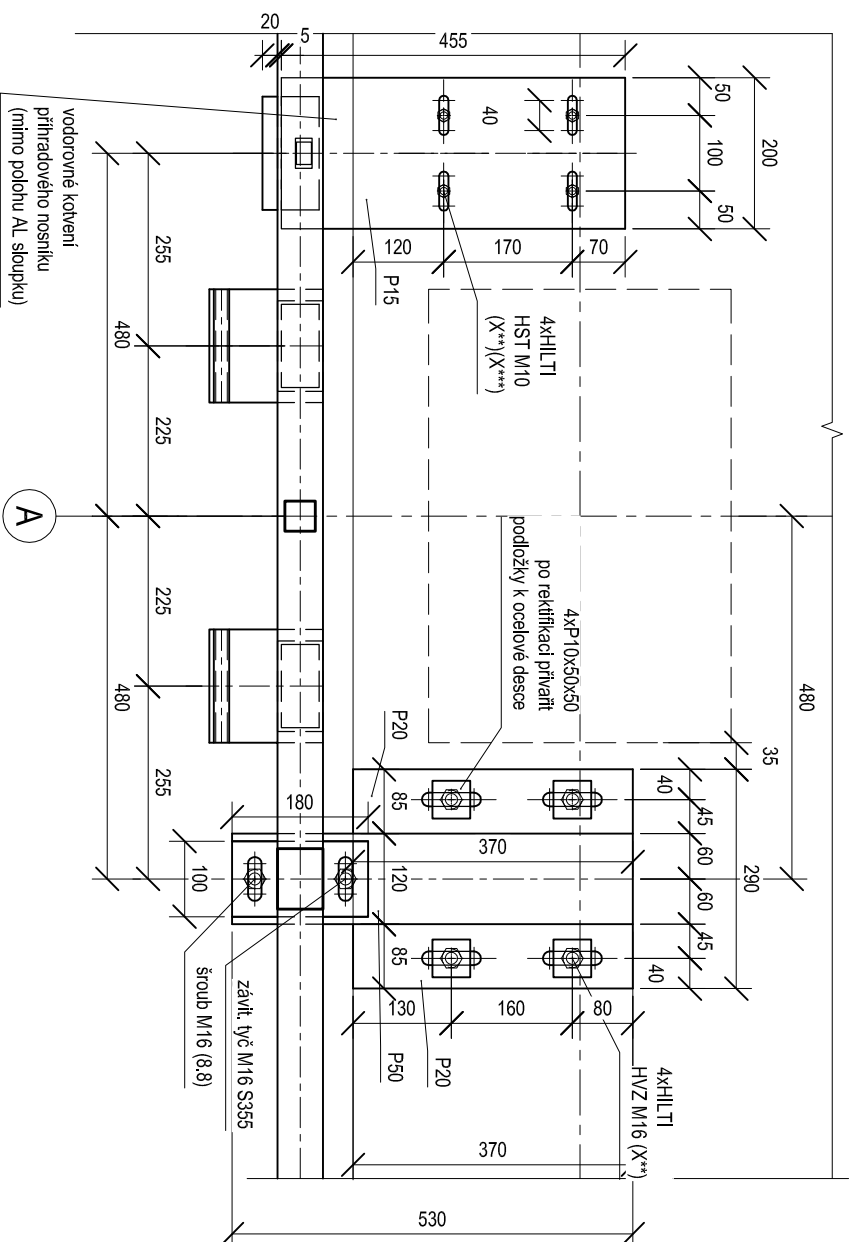 20
5
455
50
100
50
200
40
120
170
70
P15
4xHILTI
HST M10
(X**)(X***)
vodorovné kotvení
příhradového nosníku
(mimo polohu AL sloupku)
255
480
225
A
225
480
255
4xP10x50x50
po rektifikaci přivařit
podložky k ocelové desce
480
35
40
45
60
60
45
40
290
P20
85
120
85
370
180
100
130
160
80
P50
P20
závit. tyč M16 S355
šroub M16 (8.8)
4xHILTI
HVZ M16 (X**)
370
530